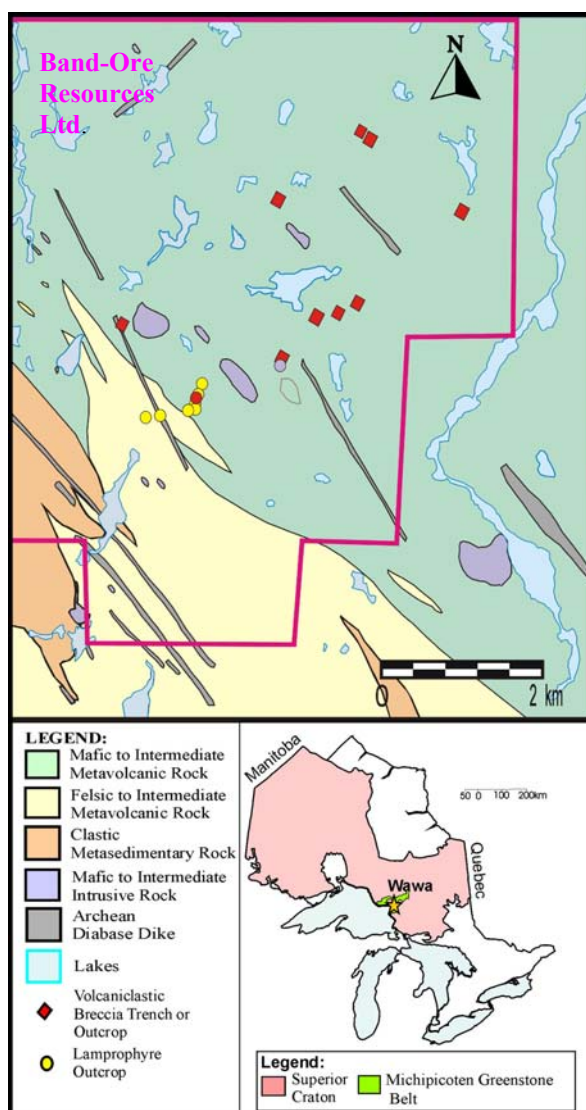 Band-Ore
Resources
Ltd.
N
0 2 km
LEGEND:
Mafic to Intermediate
Metavolcanic Rock
Felsic to Intermediate
Metavolcanic Rock
Clastic
Metasedimentary Rock
Mafic to Intermediate
Intrusive Rock
Archean
Diabase Dike
Lakes
Volcaniclastic
Breccia Trench or
Outcrop
Lamprophyre
Outcrop
Manitoba
50 0 100 200km
Quebec
Wawa
Legend:
Superior
Craton
Michipicoten Greenstone
Belt